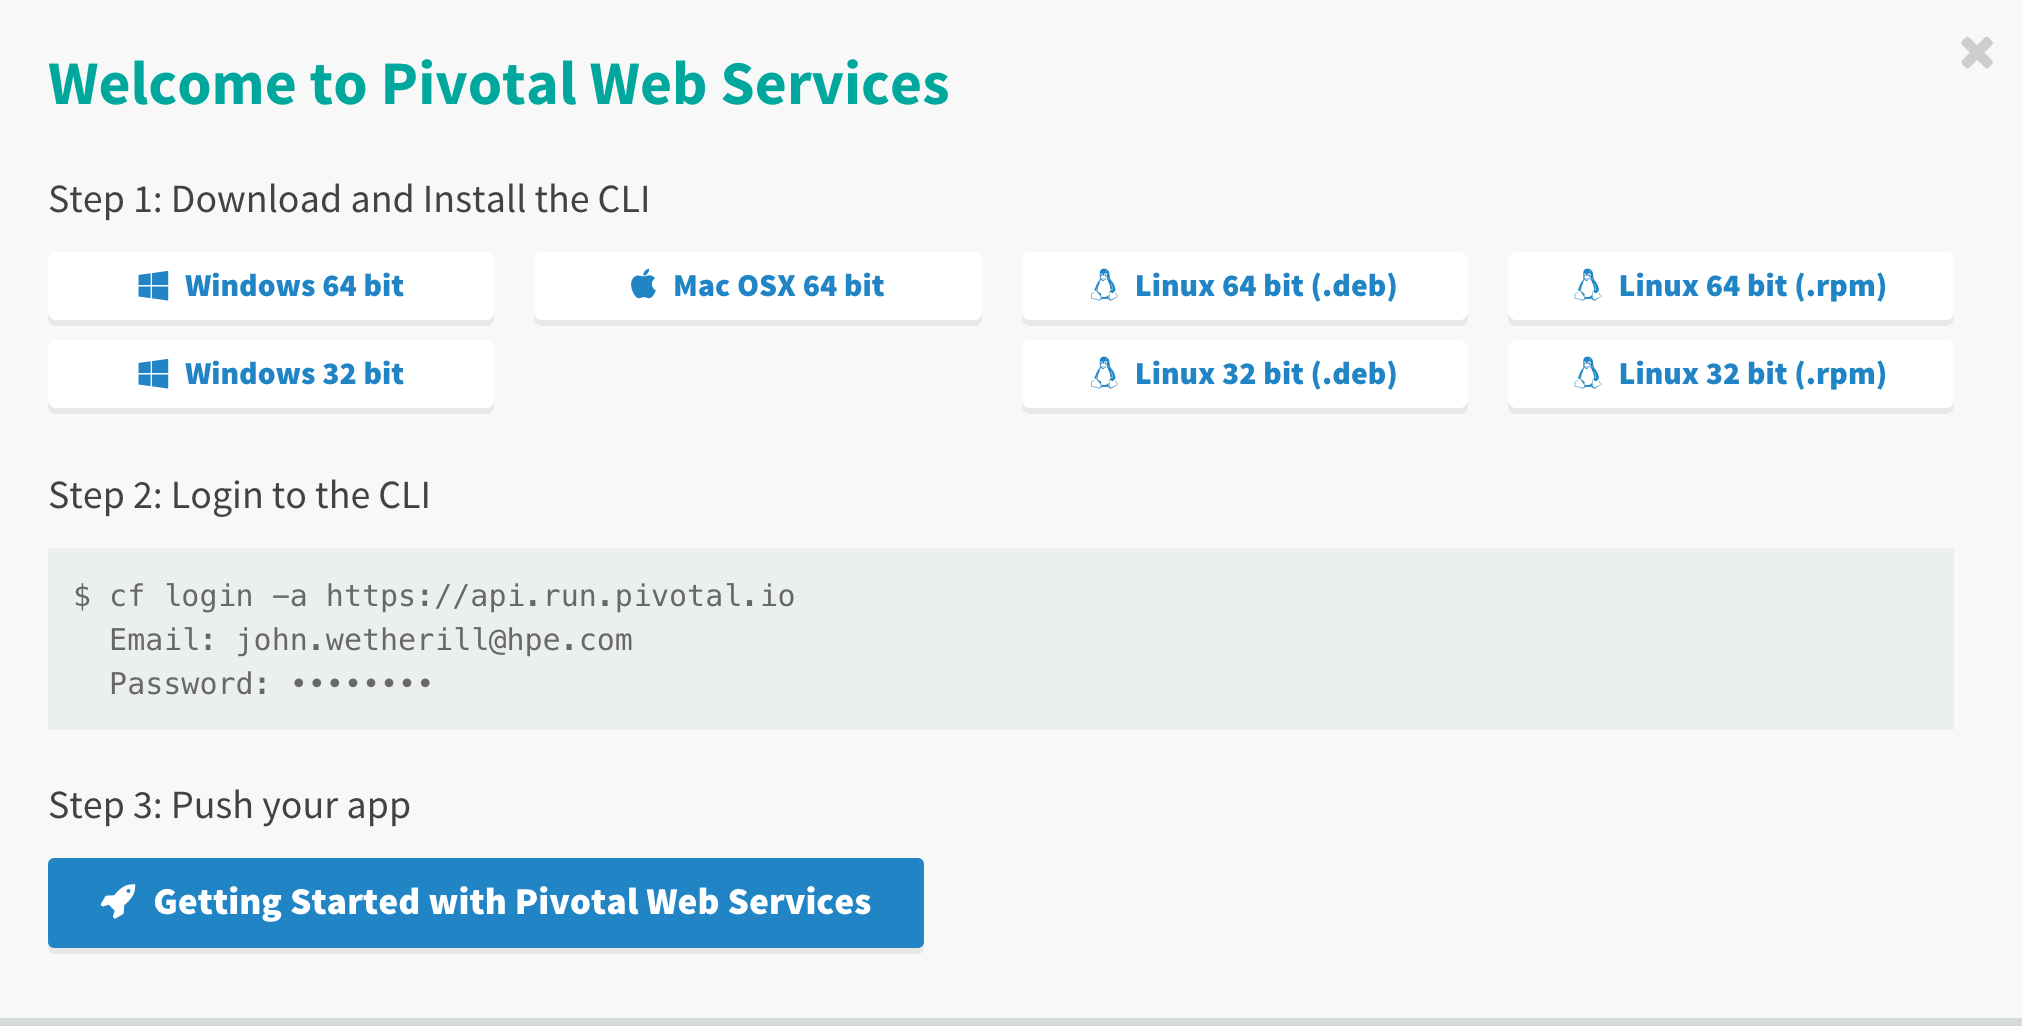 Welcome to Pivotal Web Services
Step 1: Download and Install the CLI
Windows 64 bit
Mac OSX 64 bit
Linux 64 bit (.deb)
Linux 64 bit (.rpm)
Windows 32 bit
Linux 32 bit (.deb)
Linux 32 bit (.rpm)
Step 2: Login to the CLI
$ cf login -a https://api.run.pivotal.io
Email: john.wetherill@hpe.com
Password: ••••••••
Step 3: Push your app
Getting Started with Pivotal Web Services